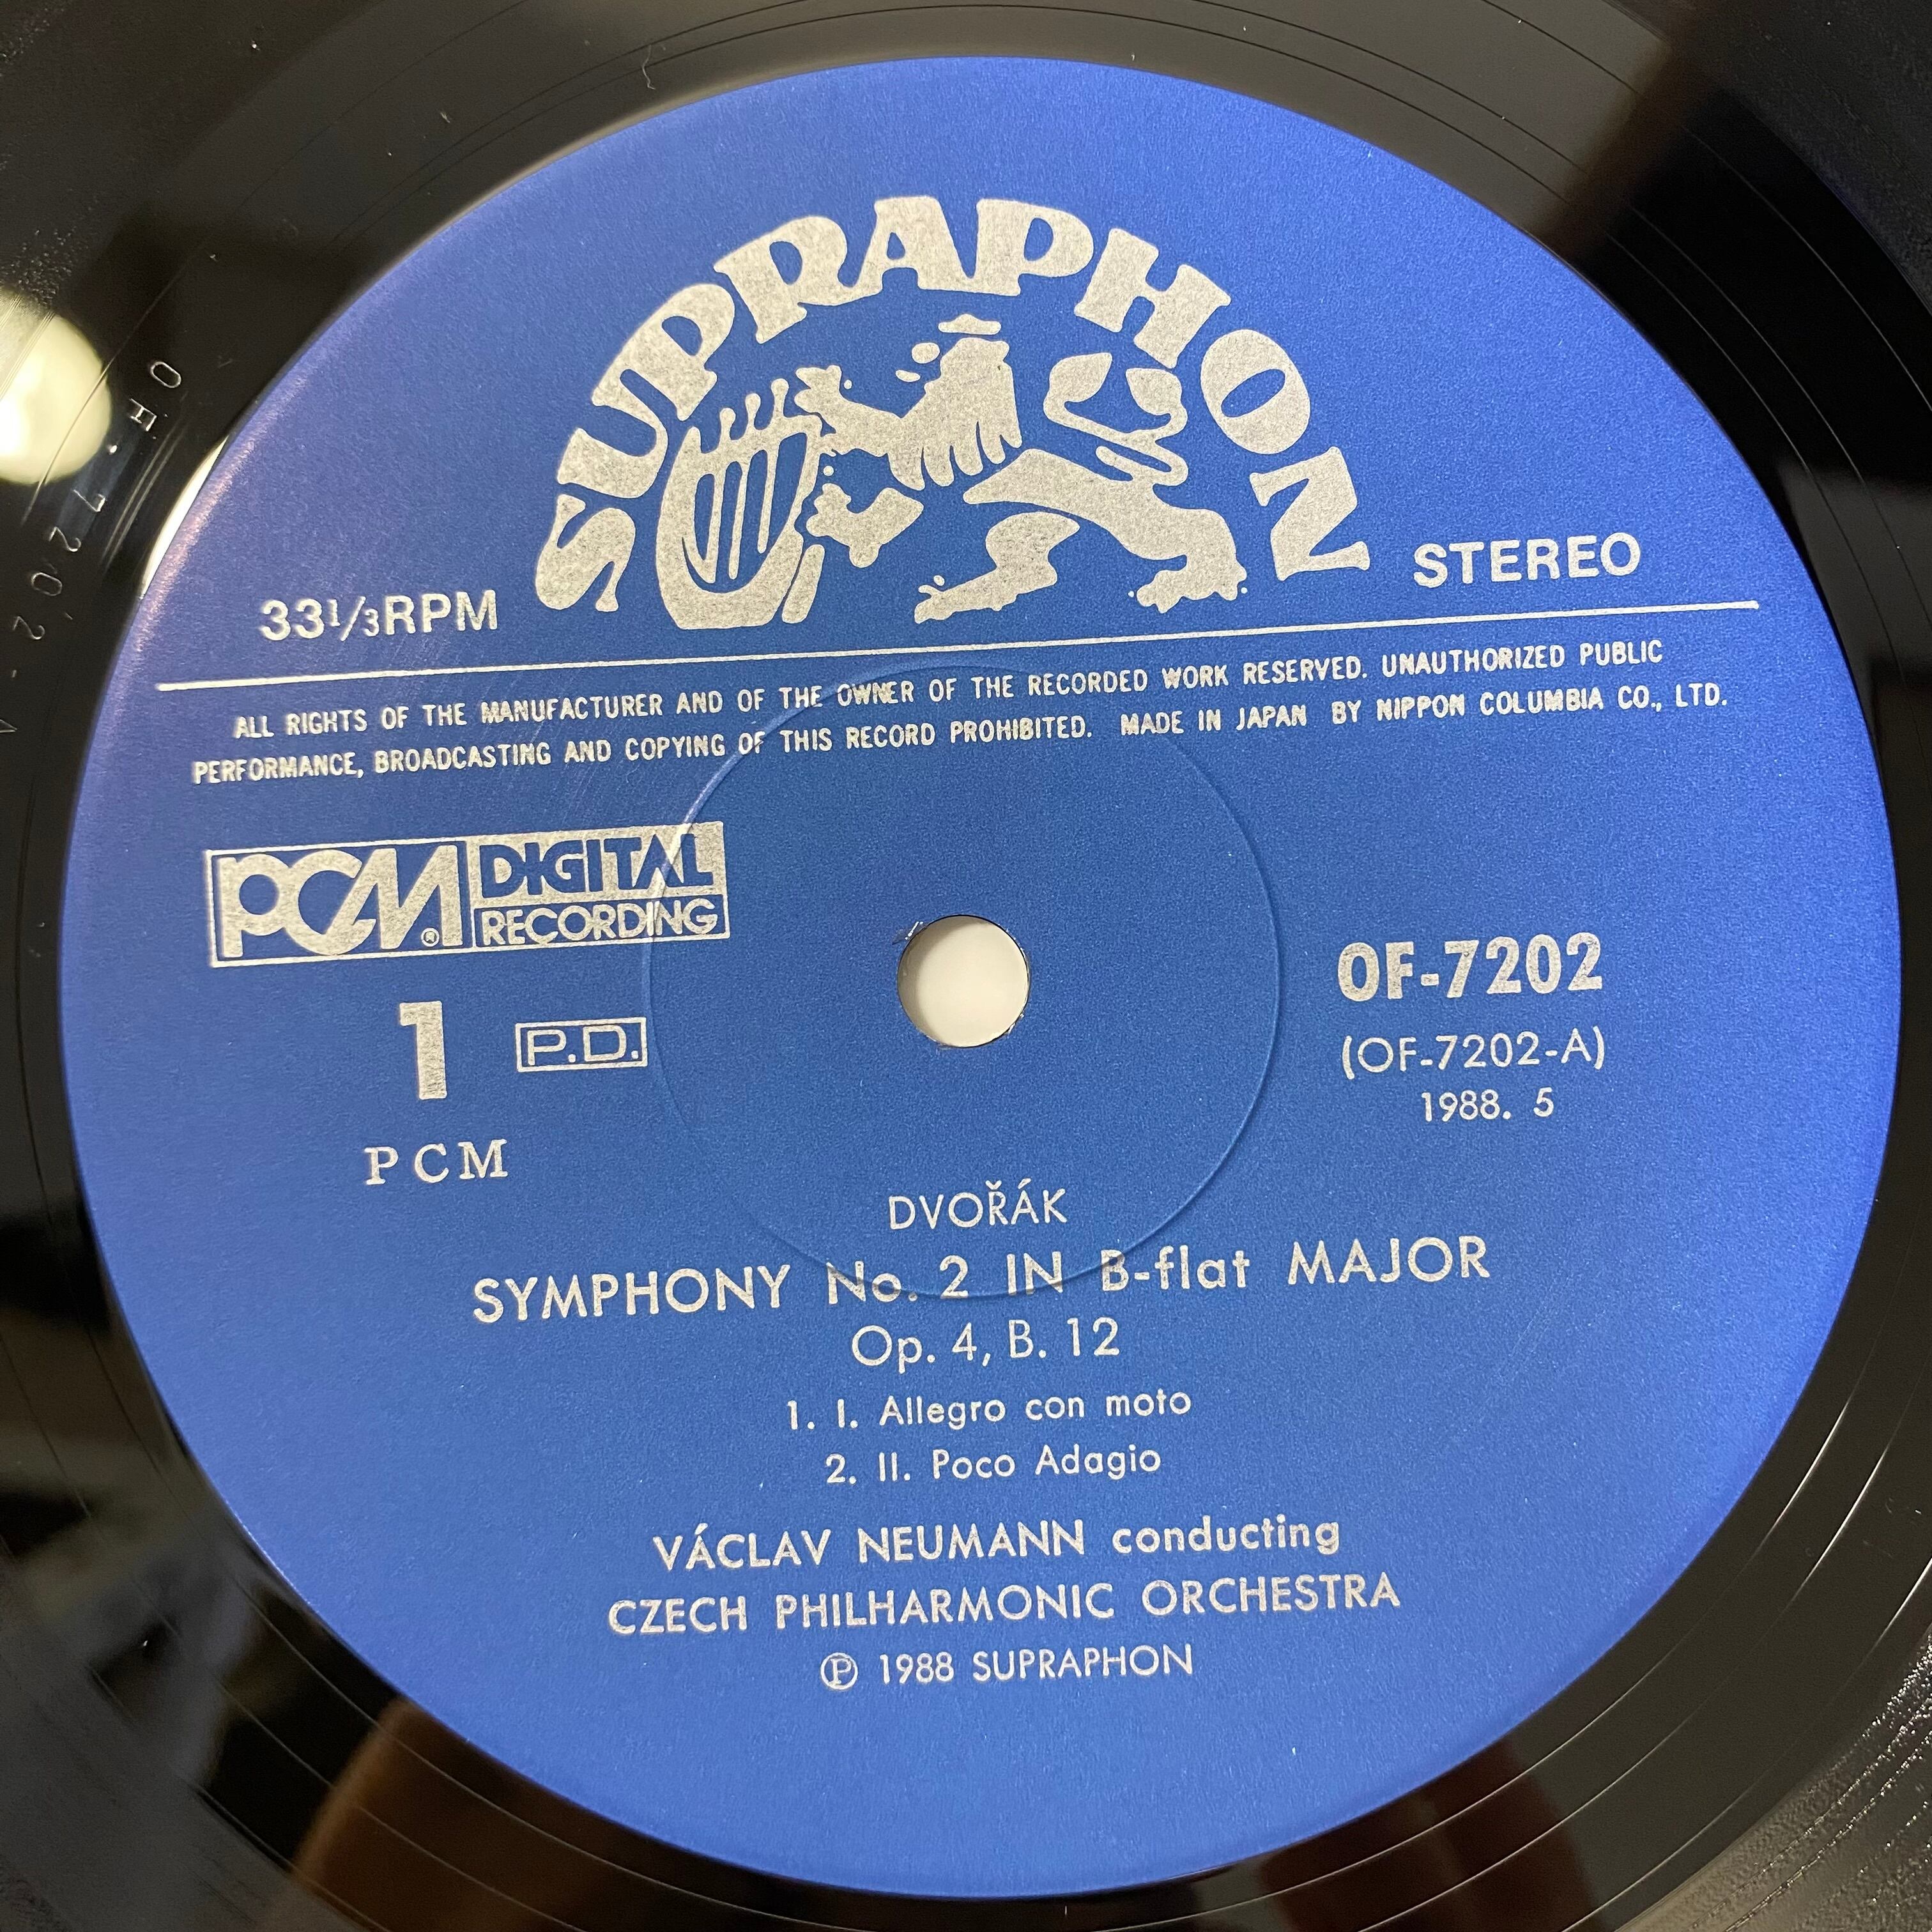 SUPRAPHON
33 1/3 RPM
STEREO
ALL RIGHTS OF THE MANUFACTURER AND OF THE OWNER OF THE RECORDED WORK RESERVED. UNAUTHORIZED PUBLIC
PERFORMANCE, BROADCASTING AND COPYING OF THIS RECORD PROHIBITED. MADE IN JAPAN BY NIPPON COLUMBIA CO., LTD.
PCM® DIGITAL
RECORDING
1 P.D.
PCM
OF-7202
(OF-7202-A)
1988. 5
DVOŘÁK
SYMPHONY No. 2 IN B-flat MAJOR
Op. 4, B. 12
1. I. Allegro con moto
2. II. Poco Adagio
VÁCLAV NEUMANN conducting
CZECH PHILHARMONIC ORCHESTRA
Ⓟ 1988 SUPRAPHON
OF-7202-A